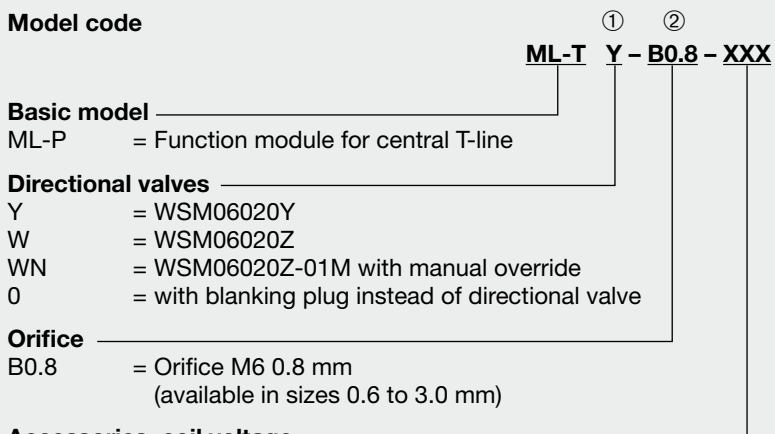 Model code
① ②
ML-T Y – B0.8 – XXX
Basic model
ML-P = Function module for central T-line
Directional valves
Y = WSM06020Y
W = WSM06020Z
WN = WSM06020Z-01M with manual override
0 = with blanking plug instead of directional valve
Orifice
B0.8 = Orifice M6 0.8 mm
(available in sizes 0.6 to 3.0 mm)
Accessories, coil voltage